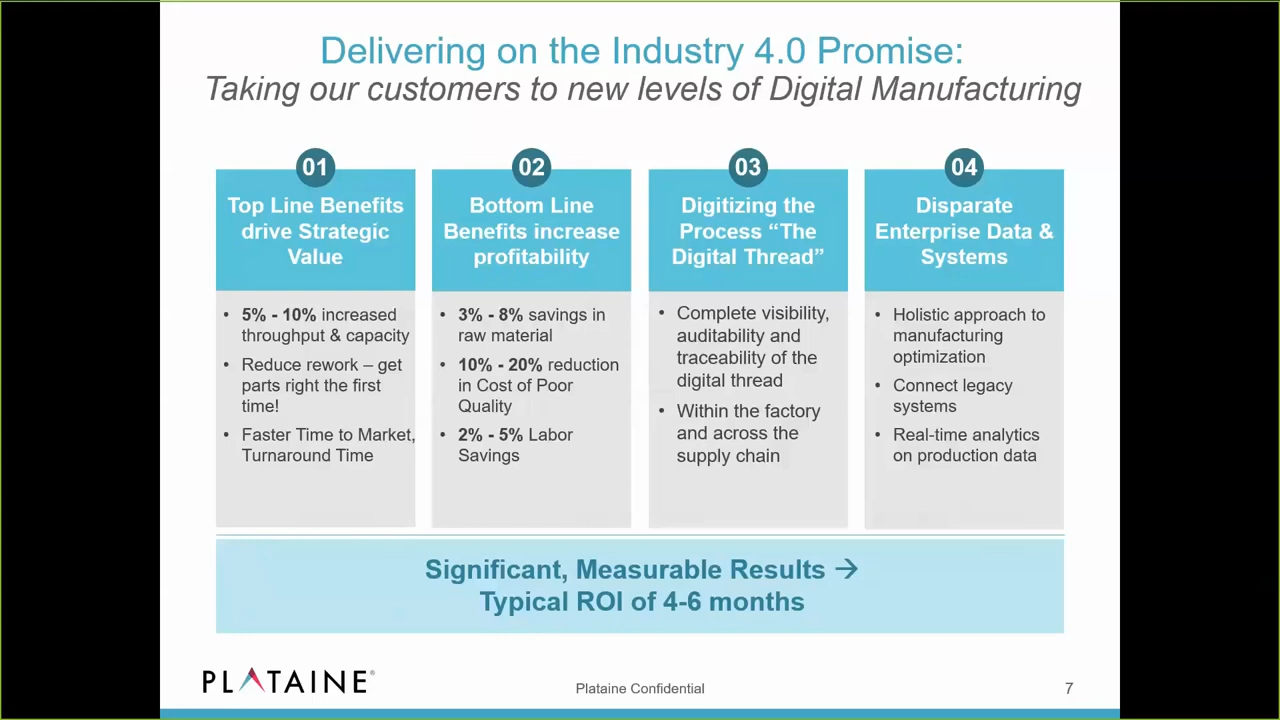 Delivering on the Industry 4.0 Promise:
Taking our customers to new levels of Digital Manufacturing
01
Top Line Benefits
drive Strategic
Value
• 5% - 10% increased
throughput & capacity
• Reduce rework – get
parts right the first
time!
• Faster Time to Market,
Turnaround Time
02
Bottom Line
Benefits increase
profitability
• 3% - 8% savings in
raw material
• 10% - 20% reduction
in Cost of Poor
Quality
• 2% - 5% Labor
Savings
03
Digitizing the
Process “The
Digital Thread”
• Complete visibility,
auditability and
traceability of the
digital thread
• Within the factory
and across the
supply chain
04
Disparate
Enterprise Data &
Systems
• Holistic approach to
manufacturing
optimization
• Connect legacy
systems
• Real-time analytics
on production data
Significant, Measurable Results →
Typical ROI of 4-6 months
PLATAINE®
Plataine Confidential
7